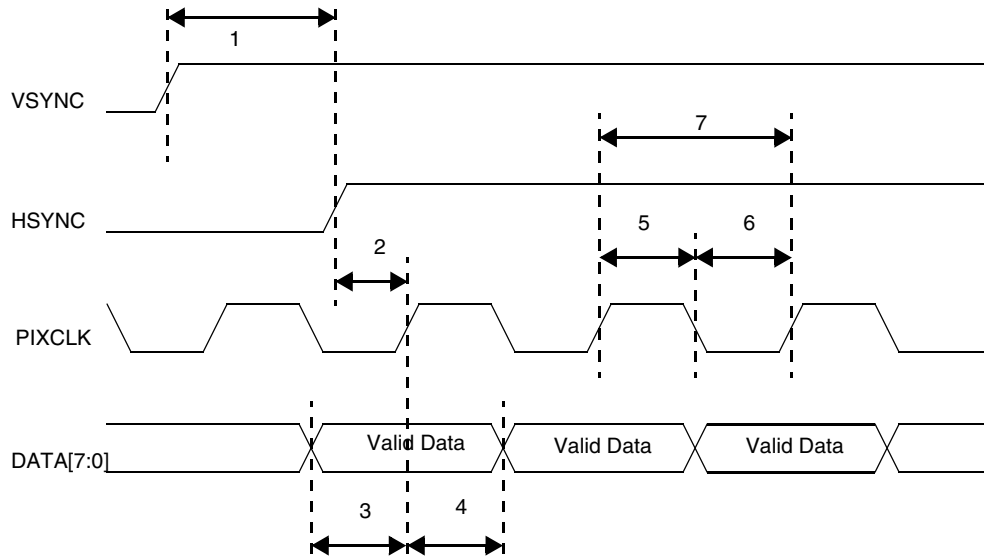 1
VSYNC
7
HSYNC
5
6
2
PIXCLK
Valid Data
Valid Data
Valid Data
DATA[7:0]
3
4